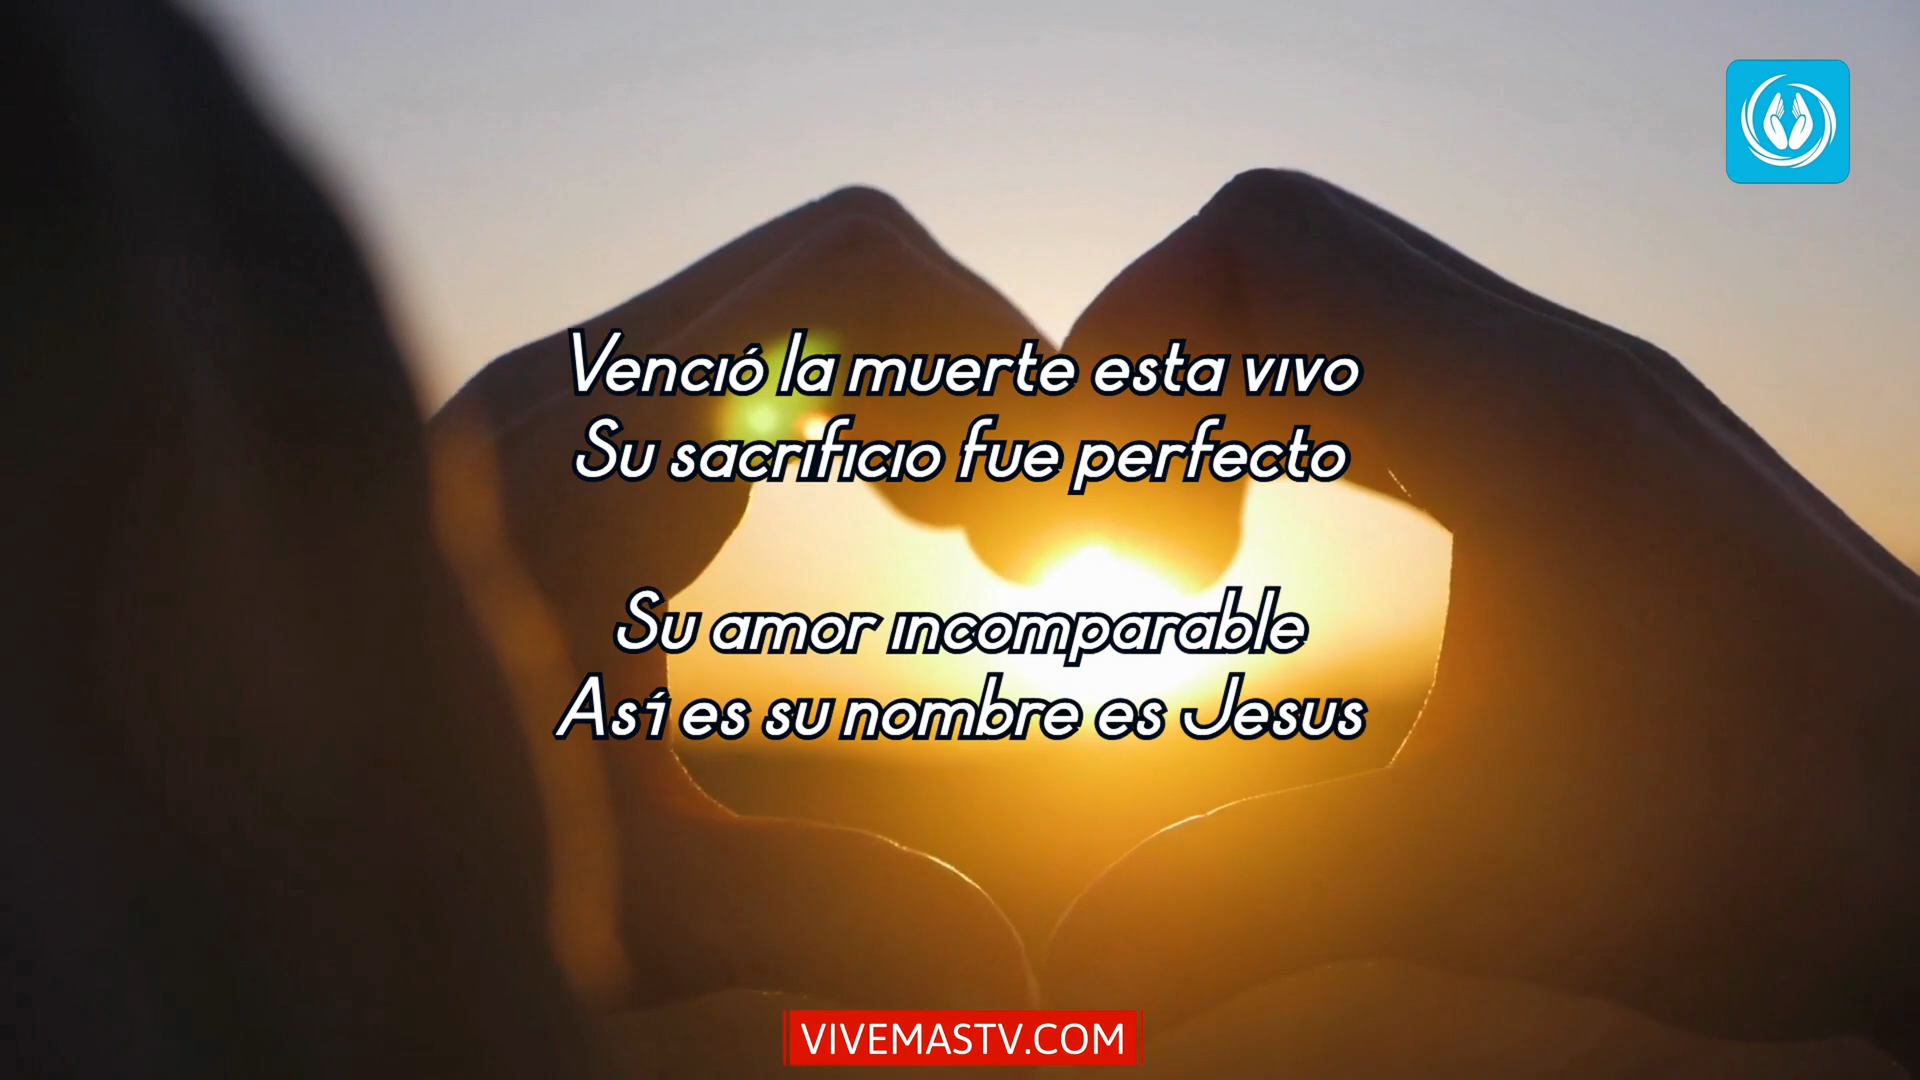 Venció la muerte esta vivo
Su sacrificio fue perfecto
Su amor incomparable
Así es su nombre es Jesus
VIVEMASTV.COM